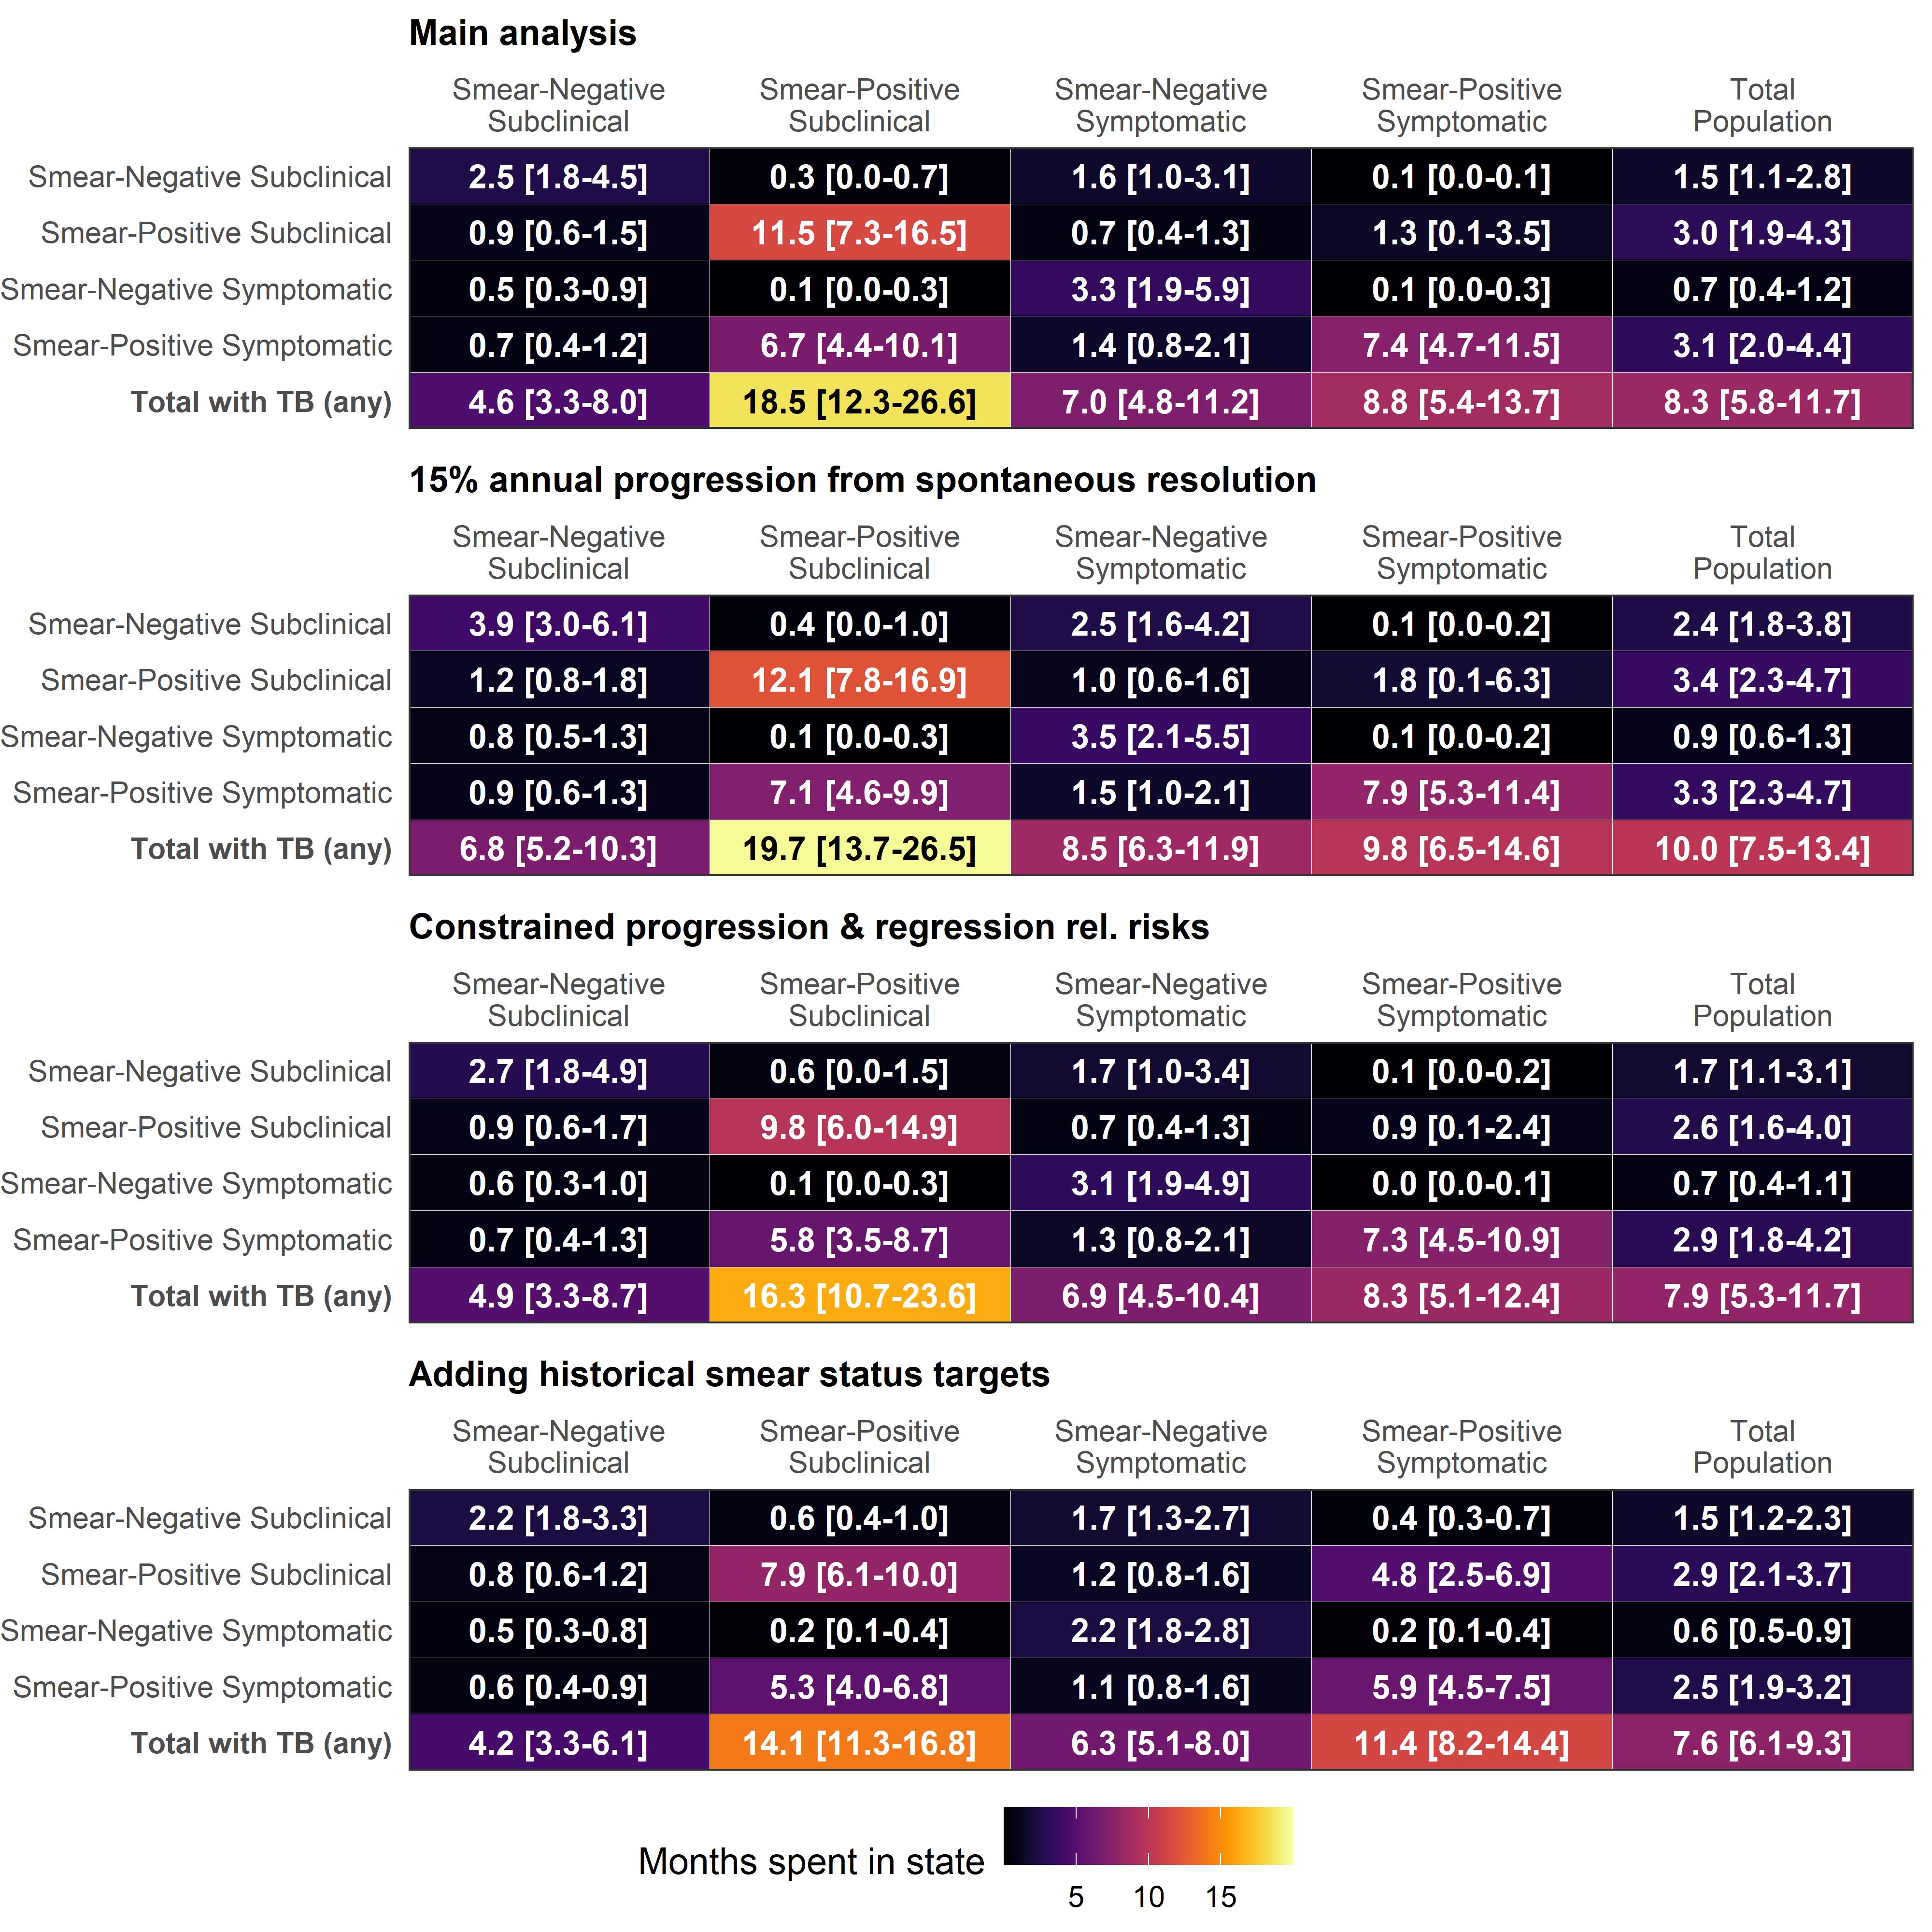 Main analysis
Smear-Negative Smear-Positive Smear-Negative Smear-Positive Total
Subclinical Subclinical Symptomatic Symptomatic Population
Smear-Negative Subclinical 2.5 [1.8-4.5] 0.3 [0.0-0.7] 1.6 [1.0-3.1] 0.1 [0.0-0.1] 1.5 [1.1-2.8]
Smear-Positive Subclinical 0.9 [0.6-1.5] 11.5 [7.3-16.5] 0.7 [0.4-1.3] 1.3 [0.1-3.5] 3.0 [1.9-4.3]
Smear-Negative Symptomatic 0.5 [0.3-0.9] 0.1 [0.0-0.3] 3.3 [1.9-5.9] 0.1 [0.0-0.3] 0.7 [0.4-1.2]
Smear-Positive Symptomatic 0.7 [0.4-1.2] 6.7 [4.4-10.1] 1.4 [0.8-2.1] 7.4 [4.7-11.5] 3.1 [2.0-4.4]
Total with TB (any) 4.6 [3.3-8.0] 18.5 [12.3-26.6] 7.0 [4.8-11.2] 8.8 [5.4-13.7] 8.3 [5.8-11.7]
15% annual progression from spontaneous resolution
Smear-Negative Smear-Positive Smear-Negative Smear-Positive Total
Subclinical Subclinical Symptomatic Symptomatic Population
Smear-Negative Subclinical 3.9 [3.0-6.1] 0.4 [0.0-1.0] 2.5 [1.6-4.2] 0.1 [0.0-0.2] 2.4 [1.8-3.8]
Smear-Positive Subclinical 1.2 [0.8-1.8] 12.1 [7.8-16.9] 1.0 [0.6-1.6] 1.8 [0.1-6.3] 3.4 [2.3-4.7]
Smear-Negative Symptomatic 0.8 [0.5-1.3] 0.1 [0.0-0.3] 3.5 [2.1-5.5] 0.1 [0.0-0.2] 0.9 [0.6-1.3]
Smear-Positive Symptomatic 0.9 [0.6-1.3] 7.1 [4.6-9.9] 1.5 [1.0-2.1] 7.9 [5.3-11.4] 3.3 [2.3-4.7]
Total with TB (any) 6.8 [5.2-10.3] 19.7 [13.7-26.5] 8.5 [6.3-11.9] 9.8 [6.5-14.6] 10.0 [7.5-13.4]
Constrained progression & regression rel. risks
Smear-Negative Smear-Positive Smear-Negative Smear-Positive Total
Subclinical Subclinical Symptomatic Symptomatic Population
Smear-Negative Subclinical 2.7 [1.8-4.9] 0.6 [0.0-1.5] 1.7 [1.0-3.4] 0.1 [0.0-0.2] 1.7 [1.1-3.1]
Smear-Positive Subclinical 0.9 [0.6-1.7] 9.8 [6.0-14.9] 0.7 [0.4-1.3] 0.9 [0.1-2.4] 2.6 [1.6-4.0]
Smear-Negative Symptomatic 0.6 [0.3-1.0] 0.1 [0.0-0.3] 3.1 [1.9-4.9] 0.0 [0.0-0.1] 0.7 [0.4-1.1]
Smear-Positive Symptomatic 0.7 [0.4-1.3] 5.8 [3.5-8.7] 1.3 [0.8-2.1] 7.3 [4.5-10.9] 2.9 [1.8-4.2]
Total with TB (any) 4.9 [3.3-8.7] 16.3 [10.7-23.6] 6.9 [4.5-10.4] 8.3 [5.1-12.4] 7.9 [5.3-11.7]
Adding historical smear status targets
Smear-Negative Smear-Positive Smear-Negative Smear-Positive Total
Subclinical Subclinical Symptomatic Symptomatic Population
Smear-Negative Subclinical 2.2 [1.8-3.3] 0.6 [0.4-1.0] 1.7 [1.3-2.7] 0.4 [0.3-0.7] 1.5 [1.2-2.3]
Smear-Positive Subclinical 0.8 [0.6-1.2] 7.9 [6.1-10.0] 1.2 [0.8-1.6] 4.8 [2.5-6.9] 2.9 [2.1-3.7]
Smear-Negative Symptomatic 0.5 [0.3-0.8] 0.2 [0.1-0.4] 2.2 [1.8-2.8] 0.2 [0.1-0.4] 0.6 [0.5-0.9]
Smear-Positive Symptomatic 0.6 [0.4-0.9] 5.3 [4.0-6.8] 1.1 [0.8-1.6] 5.9 [4.5-7.5] 2.5 [1.9-3.2]
Total with TB (any) 4.2 [3.3-6.1] 14.1 [11.3-16.8] 6.3 [5.1-8.0] 11.4 [8.2-14.4] 7.6 [6.1-9.3]
Months spent in state
5 10 15